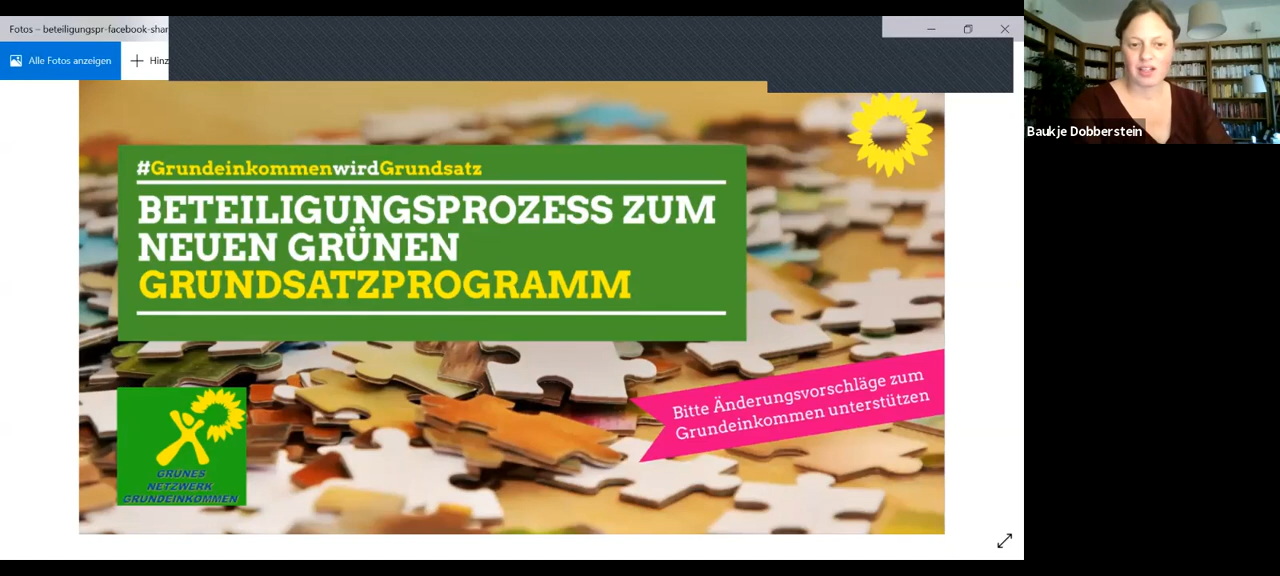 Fotos – beteiligungspr-facebook-shar
Alle Fotos anzeigen
Hinz
#GrundeinkommenwirdGrundsatz
BETEILIGUNGSPROZESS ZUM
NEUEN GRÜNEN
GRUNDSATZPROGRAMM
Bitte Änderungsvorschläge zum
Grundeinkommen unterstützen
GRÜNES
NETZWERK
GRUNDEINKOMMEN
Baukje Dobberstein